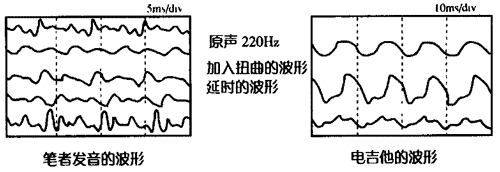 5ms/div
10ms/div
原声 220Hz
加入扭曲的波形
延时的波形
笔者发音的波形
电吉他的波形